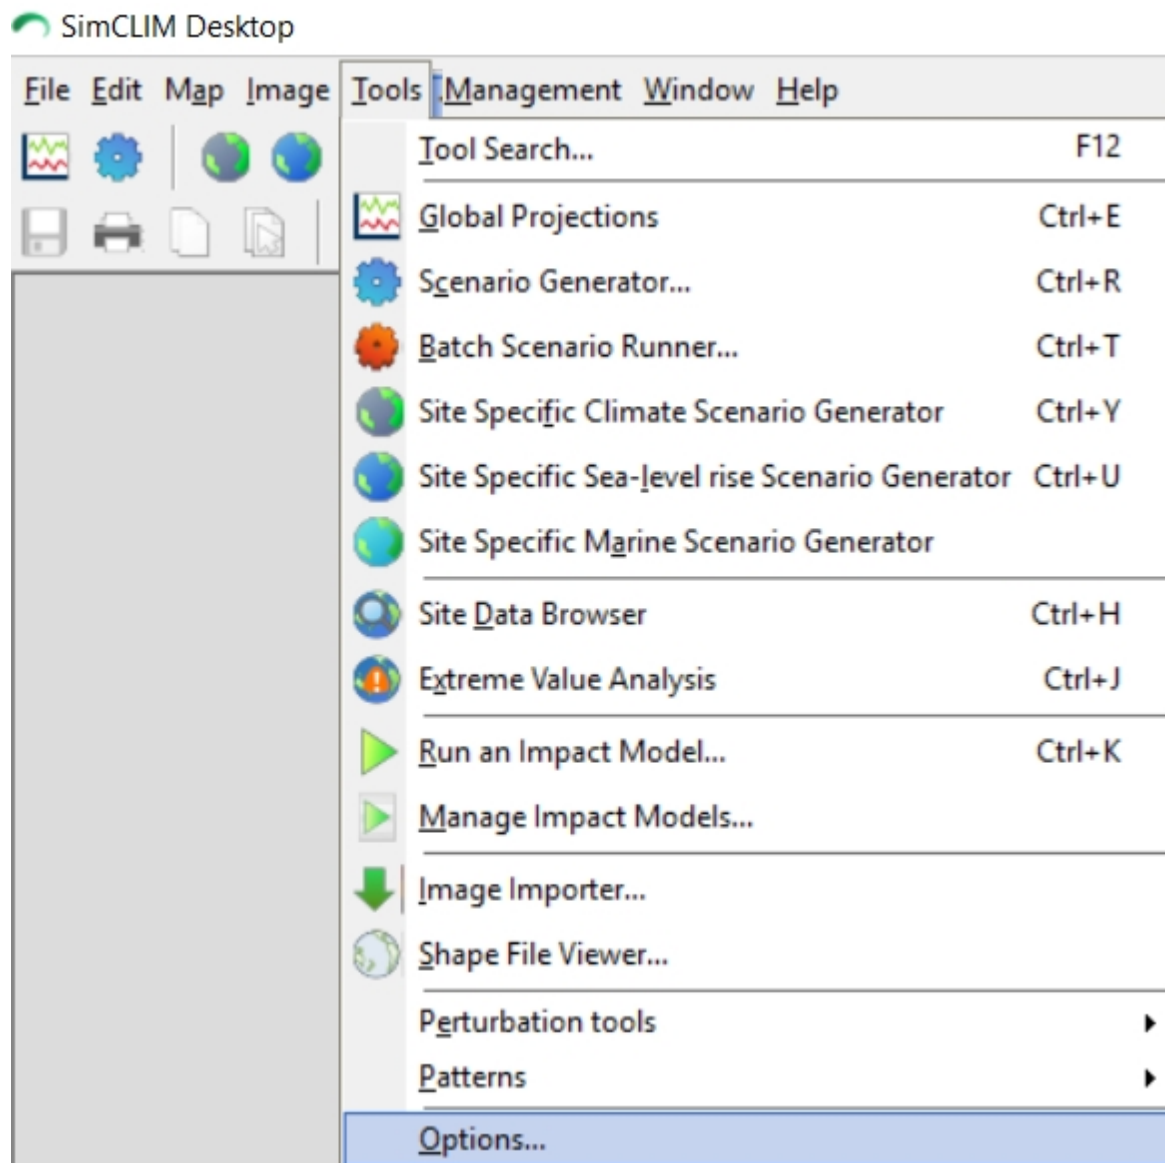 SimCLIM Desktop
File Edit Map Image Tools Management Window Help
Tool Search... F12
Global Projections Ctrl+E
Scenario Generator... Ctrl+R
Batch Scenario Runner... Ctrl+T
Site Specific Climate Scenario Generator Ctrl+Y
Site Specific Sea-level rise Scenario Generator Ctrl+U
Site Specific Marine Scenario Generator
Site Data Browser Ctrl+H
Extreme Value Analysis Ctrl+J
Run an Impact Model... Ctrl+K
Manage Impact Models...
Image Importer...
Shape File Viewer...
Perturbation tools
Patterns
Options...